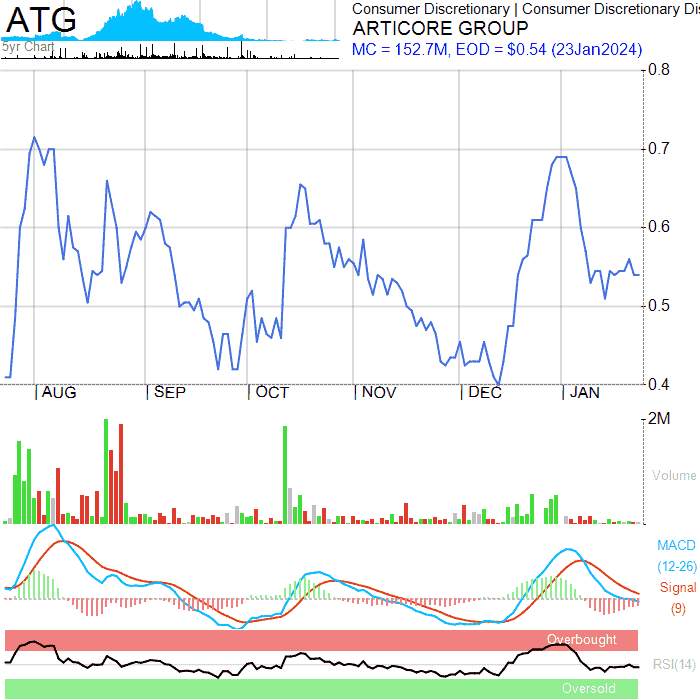 ATG
5yr Chart
Consumer Discretionary | Consumer Discretionary Dis
ARTICORE GROUP
MC = 152.7M, EOD = $0.54 (23Jan2024)
0.8
0.7
0.6
0.5
0.4
| AUG | SEP | OCT | NOV | DEC | JAN
2M
Volume
MACD
(12-26)
Signal
(9)
Overbought
RSI(14)
Oversold